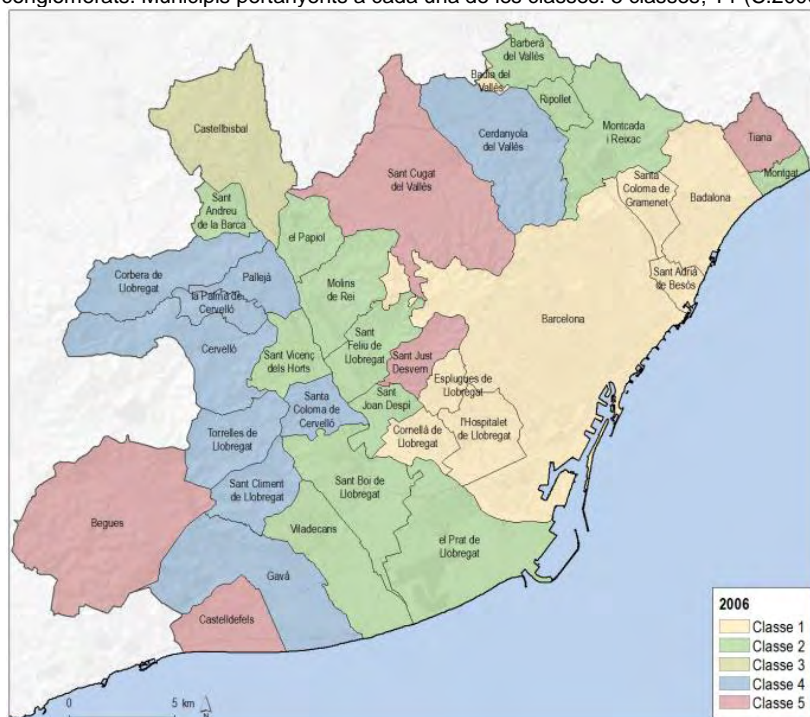 conglomerats. Municipis pertanyents a cada una de les classes. 5 classes,
Barberà
del Vallès
Badia del
Vallès
Ripollet
Castellbisbal
Cerdanyola
del Vallès
Montcada
i Reixac
Tiana
Sant Cugat
del Vallès
Montgat
Santa
Coloma de
Gramenet
Badalona
Sant
Andreu
de la Barca
el Papiol
Sant Adrià
de Besòs
Corbera de
Llobregat
Pallejà
Molins
de Rei
la Palma de
Cervelló
Barcelona
Cervelló
Sant Vicenç
dels Horts
Sant
Feliu de
Llobregat
Sant Just
Desvern
Esplugues de
Llobregat
Santa
Coloma de
Cervelló
Sant
Joan Despí
Torrelles de
Llobregat
Cornellà de
Llobregat
l'Hospitalet
de Llobregat
Sant Climent
de Llobregat
Sant Boi de
Llobregat
Begues
Viladecans
el Prat de
Llobregat
Gavà
Castelldefels
2006
Classe 1
Classe 2
Classe 3
Classe 4
Classe 5
0 5 km
N